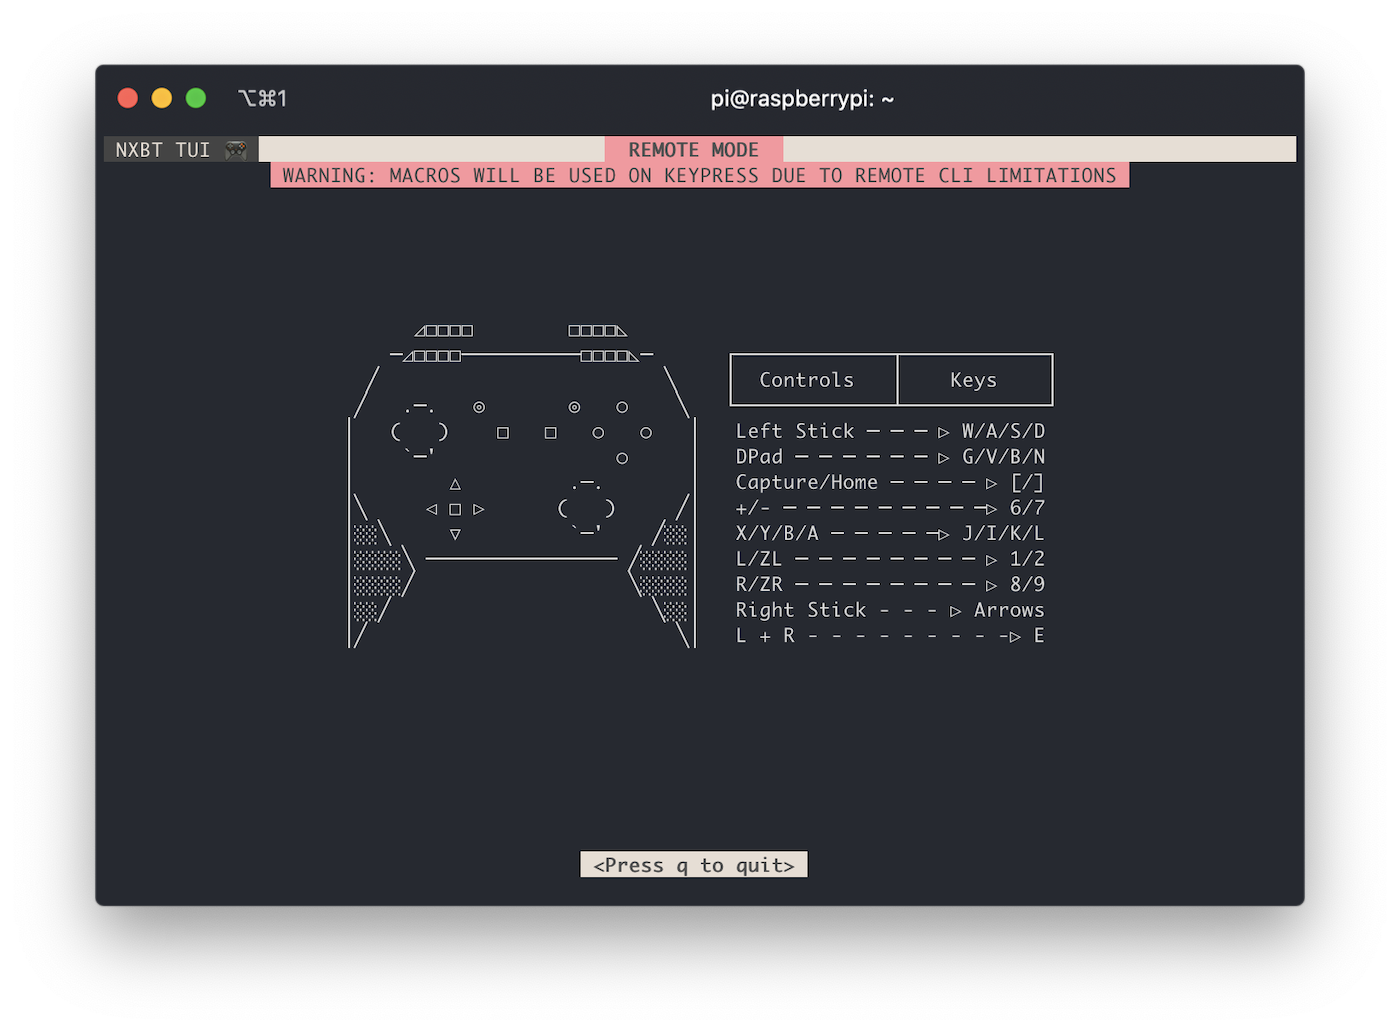 ⌥⌘1 pi@raspberrypi: ~
NXBT TUI 🎮 REMOTE MODE
WARNING: MACROS WILL BE USED ON KEYPRESS DUE TO REMOTE CLI LIMITATIONS
Controls Keys
Left Stick ─ ─ ─ ▷ W/A/S/D
DPad ─ ─ ─ ─ ─ ─ ▷ G/V/B/N
Capture/Home ─ ─ ─ ─ ▷ [/]
+/- ─ ─ ─ ─ ─ ─ ─ ─ ─▷ 6/7
X/Y/B/A ─ ─ ─ ─ ─▷ J/I/K/L
L/ZL ─ ─ ─ ─ ─ ─ ─ ─ ▷ 1/2
R/ZR ─ ─ ─ ─ ─ ─ ─ ─ ▷ 8/9
Right Stick - - - ▷ Arrows
L + R - - - - - - - - -▷ E
<Press q to quit>